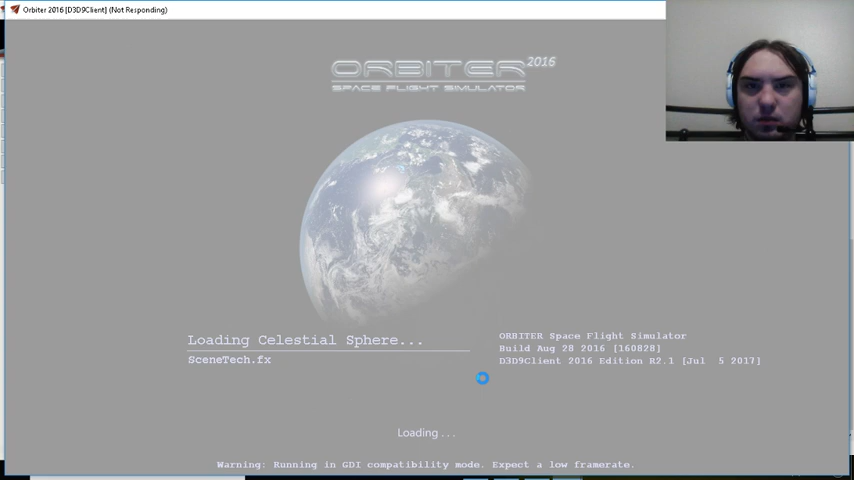 Orbiter 2016 [D3D9Client] (Not Responding)
ORBITER 2016
SPACE FLIGHT SIMULATOR
Loading Celestial Sphere...
SceneTech.fx
ORBITER Space Flight Simulator
Build Aug 28 2016 [160828]
D3D9Client 2016 Edition R2.1 [Jul 5 2017]
Loading ...
Warning: Running in GDI compatibility mode. Expect a low framerate.